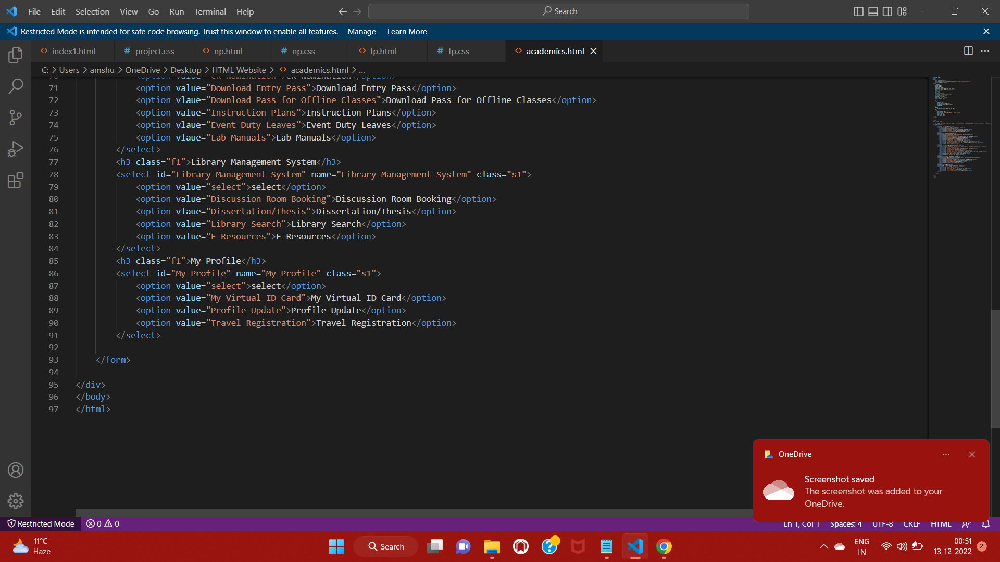 File Edit Selection View Go Run Terminal Help Search
Restricted Mode is intended for safe code browsing. Trust this window to enable all features. Manage Learn More
index1.html # project.css np.html # np.css fp.html # fp.css academics.html
C: > Users > amshu > OneDrive > Desktop > HTML Website > academics.html > ...
70 <option value="CR Nomination">CR Nomination</option>
71 <option value="Download Entry Pass">Download Entry Pass</option>
72 <option vlaue="Download Pass for Offline Classes">Download Pass for Offline Classes</option>
73 <option value="Instruction Plans">Instruction Plans</option>
74 <option vlaue="Event Duty Leaves">Event Duty Leaves</option>
75 <option vlaue="Lab Manuals">Lab Manuals</option>
76 </select>
77 <h3 class="f1">Library Management System</h3>
78 <select id="Library Management System" name="Library Management System" class="s1">
79 <option value="select">select</option>
80 <option value="Discussion Room Booking">Discussion Room Booking</option>
81 <option vlaue="Dissertation/Thesis">Dissertation/Thesis</option>
82 <option value="Library Search">Library Search</option>
83 <option value="E-Resources">E-Resources</option>
84 </select>
85 <h3 class="f1">My Profile</h3>
86 <select id="My Profile" name="My Profile" class="s1">
87 <option value="select">select</option>
88 <option value="My Virtual ID Card">My Virtual ID Card</option>
89 <option value="Profile Update">Profile Update</option>
90 <option value="Travel Registration">Travel Registration</option>
91 </select>
92
93 </form>
94
95 </div>
96 </body>
97 </html>
OneDrive
Screenshot saved
The screenshot was added to your
OneDrive.
Restricted Mode 0 0 Ln 1, Col 1 Spaces: 4 UTF-8 CRLF HTML
11°C
Haze
Search
ENG
IN
00:51
13-12-2022
2